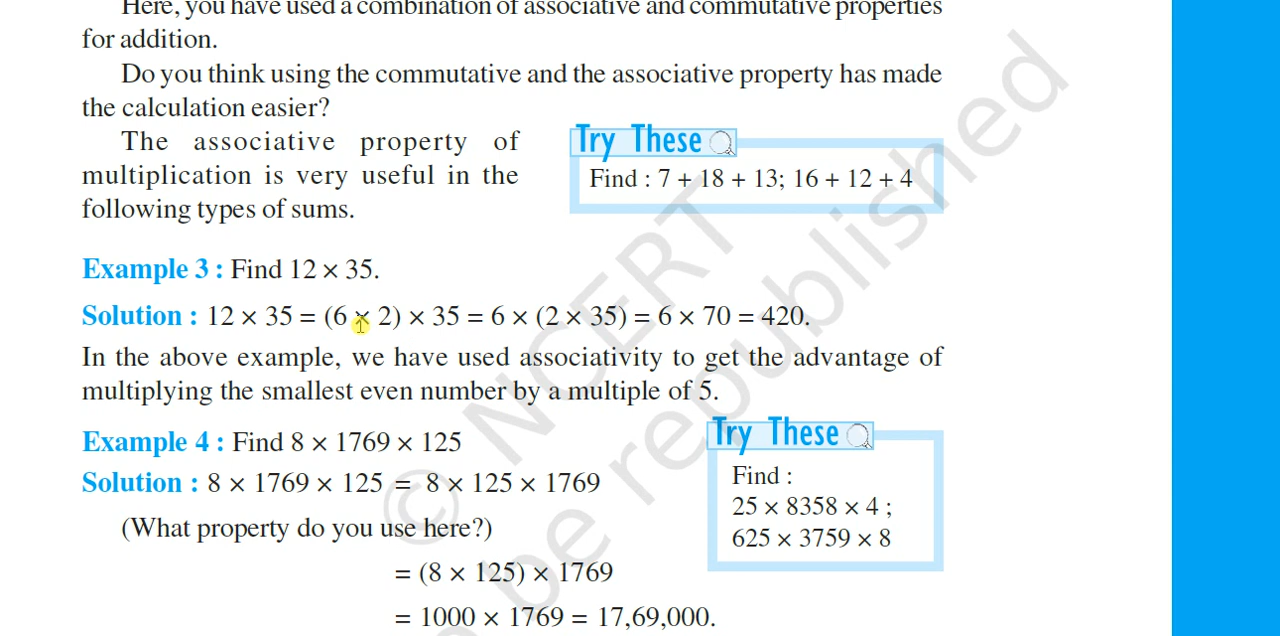 Here, you have used a combination of associative and commutative properties
for addition.
Do you think using the commutative and the associative property has made
the calculation easier?
The associative property of
multiplication is very useful in the
following types of sums.
Try These
Find : 7 + 18 + 13; 16 + 12 + 4
Example 3 : Find 12 × 35.
Solution : 12 × 35 = (6 × 2) × 35 = 6 × (2 × 35) = 6 × 70 = 420.
In the above example, we have used associativity to get the advantage of
multiplying the smallest even number by a multiple of 5.
Example 4 : Find 8 × 1769 × 125
Solution : 8 × 1769 × 125 = 8 × 125 × 1769
(What property do you use here?)
= (8 × 125) × 1769
= 1000 × 1769 = 17,69,000.
Try These
Find :
25 × 8358 × 4 ;
625 × 3759 × 8
© NCERT
be republished